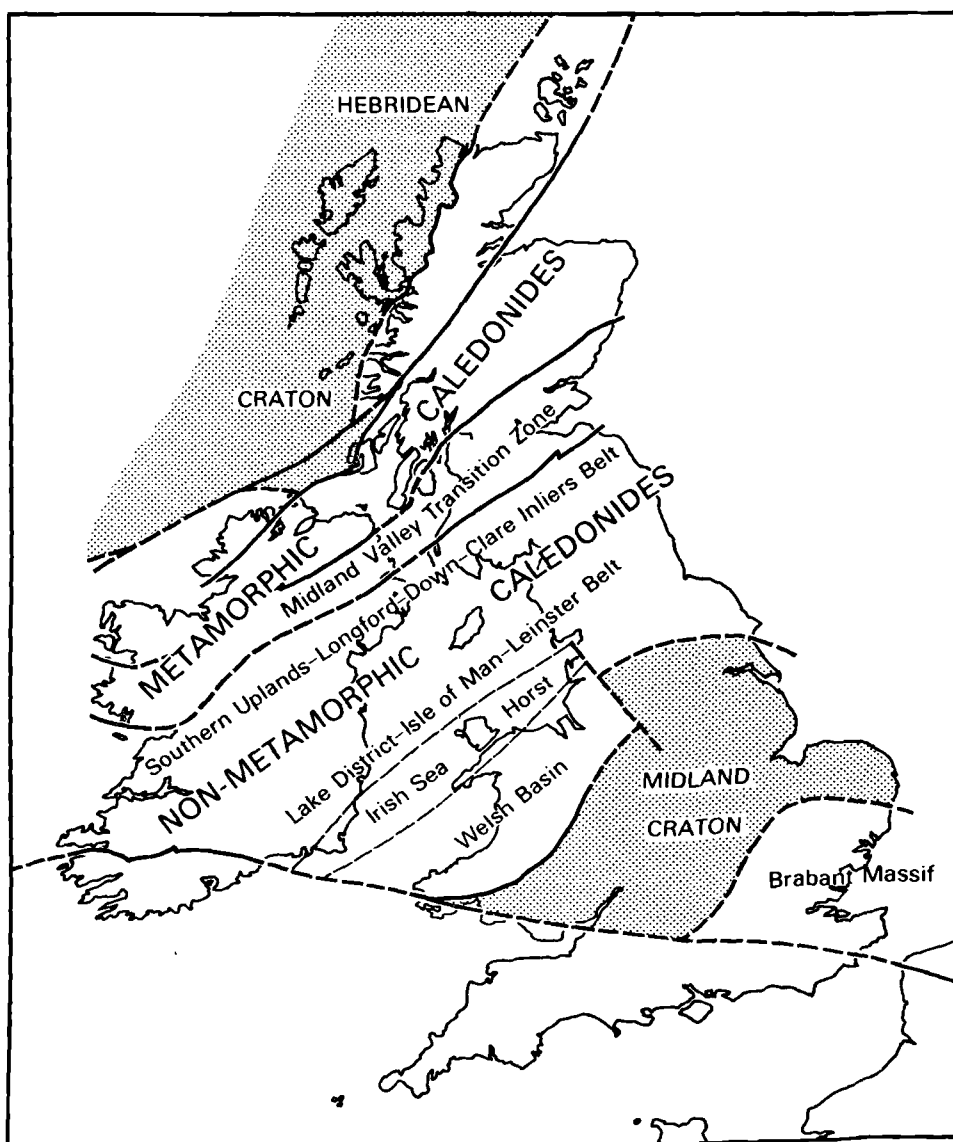 HEBRIDEAN
CRATON
METAMORPHIC CALEDONIDES
Midland Valley Transition Zone
Southern Uplands–Longford–Down–Clare Inliers Belt
NON-METAMORPHIC CALEDONIDES
Lake District–Isle of Man–Leinster Belt
Irish Sea Horst
Welsh Basin
MIDLAND
CRATON
Brabant Massif